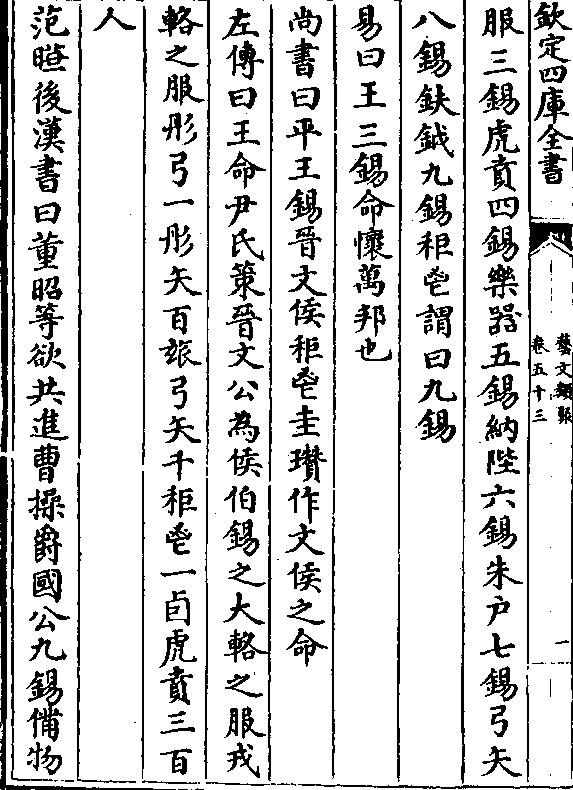 欽定四庫全書
藝文類聚
卷五十三
一
服三錫虎賁四錫樂器五錫納陛六錫朱户七錫弓矢
八錫鈇鉞九錫秬鬯謂曰九錫
易曰王三錫命懷萬邦也
尚書曰平王錫晉文侯秬鬯圭瓚作文侯之命
左傳曰王命尹氏策晉文公為侯伯錫之大輅之服戎
輅之服彤弓一彤矢百玈弓矢千秬鬯一卣虎賁三百
人
范曄後漢書曰董昭等欲共進曹操爵國公九錫備物